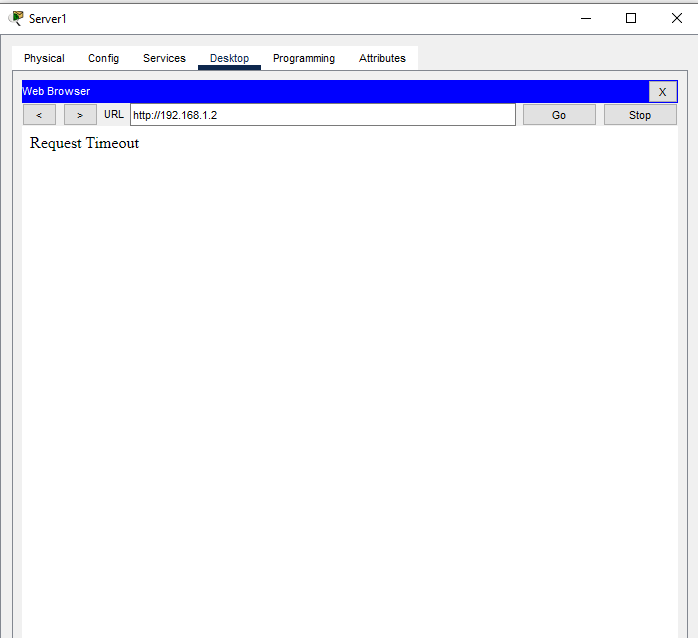 Server1
Physical Config Services Desktop Programming Attributes
Web Browser X
< > URL http://192.168.1.2 Go Stop
Request Timeout